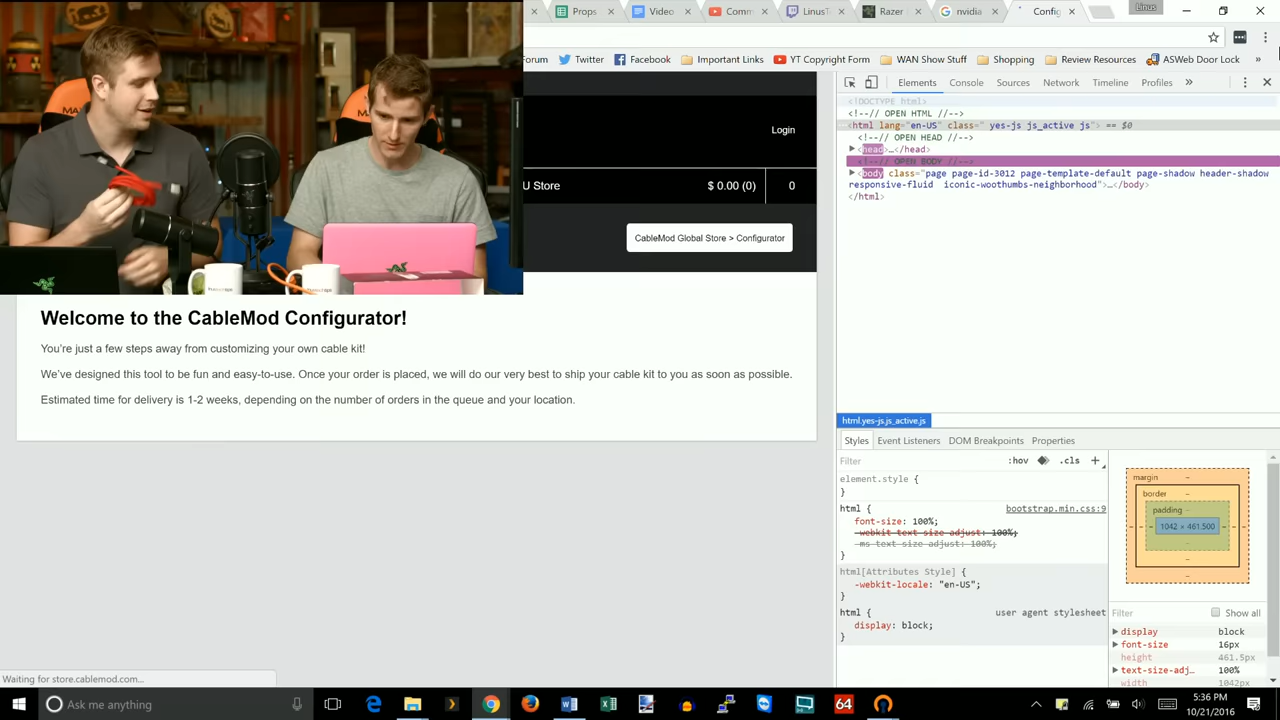 Props
Video
Comm
LinusT
Razer
nvidia
Config
Linus
orum
Twitter
Facebook
Important Links
YT Copyright Form
WAN Show Stuff
Shopping
Review Resources
ASWeb Door Lock
Elements
Console
Sources
Network
Timeline
Profiles
<!DOCTYPE html>
<!--// OPEN HTML //-->
<html lang="en-US" class=" yes-js js_active js"> == $0
<!--// OPEN HEAD //-->
<head>…</head>
<!--// OPEN BODY //-->
<body class="page page-id-3012 page-template-default page-shadow header-shadow
responsive-fluid  iconic-woothumbs-neighborhood">…</body>
</html>
Login
U Store
$ 0.00 (0)
0
CableMod Global Store > Configurator
Welcome to the CableMod Configurator!
You're just a few steps away from customizing your own cable kit!
We've designed this tool to be fun and easy-to-use. Once your order is placed, we will do our very best to ship your cable kit to you as soon as possible.
Estimated time for delivery is 1-2 weeks, depending on the number of orders in the queue and your location.
html.yes-js.js_active.js
Styles
Event Listeners
DOM Breakpoints
Properties
Filter
:hov
.cls
+
element.style {
}
html {
bootstrap.min.css:9
font-size: 100%;
-webkit-text-size-adjust: 100%;
-ms-text-size-adjust: 100%;
}
html[Attributes Style] {
-webkit-locale: "en-US";
}
html {
user agent stylesheet
display: block;
}
margin
–
border
–
padding
–
1042 × 461.500
Filter
Show all
display
block
font-size
16px
height
461.5px
text-size-adj…
100%
width
1042px
Waiting for store.cablemod.com...
Ask me anything
64
5:36 PM
10/21/2016